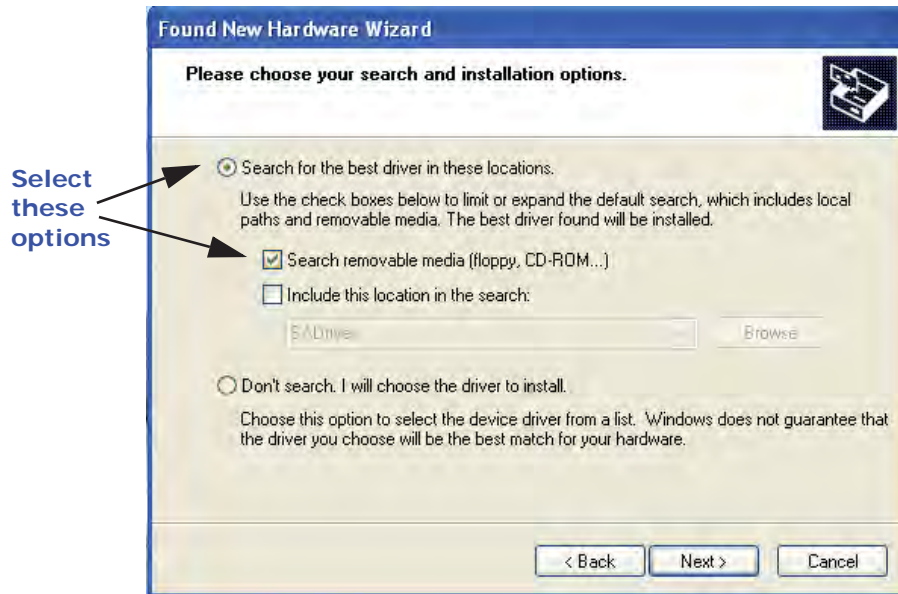 Found New Hardware Wizard
Please choose your search and installation options.
Select
these
options
Search for the best driver in these locations.
Use the check boxes below to limit or expand the default search, which includes local
paths and removable media. The best driver found will be installed.
Search removable media (floppy, CD-ROM...)
Include this location in the search:
Browse
Don't search. I will choose the driver to install.
Choose this option to select the device driver from a list. Windows does not guarantee that
the driver you choose will be the best match for your hardware.
< Back
Next >
Cancel